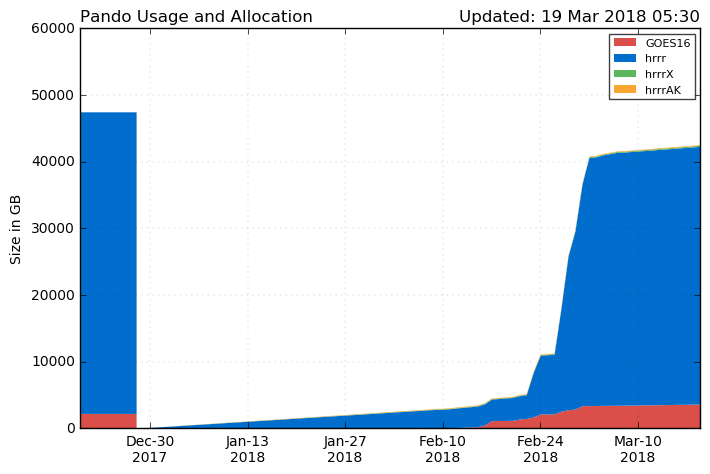 Pando Usage and Allocation Updated: 19 Mar 2018 05:30
60000
50000
40000
30000
20000
10000
0
Size in GB
GOES16
hrrr
hrrrX
hrrrAK
Dec-30 Jan-13 Jan-27 Feb-10 Feb-24 Mar-10
2017 2018 2018 2018 2018 2018